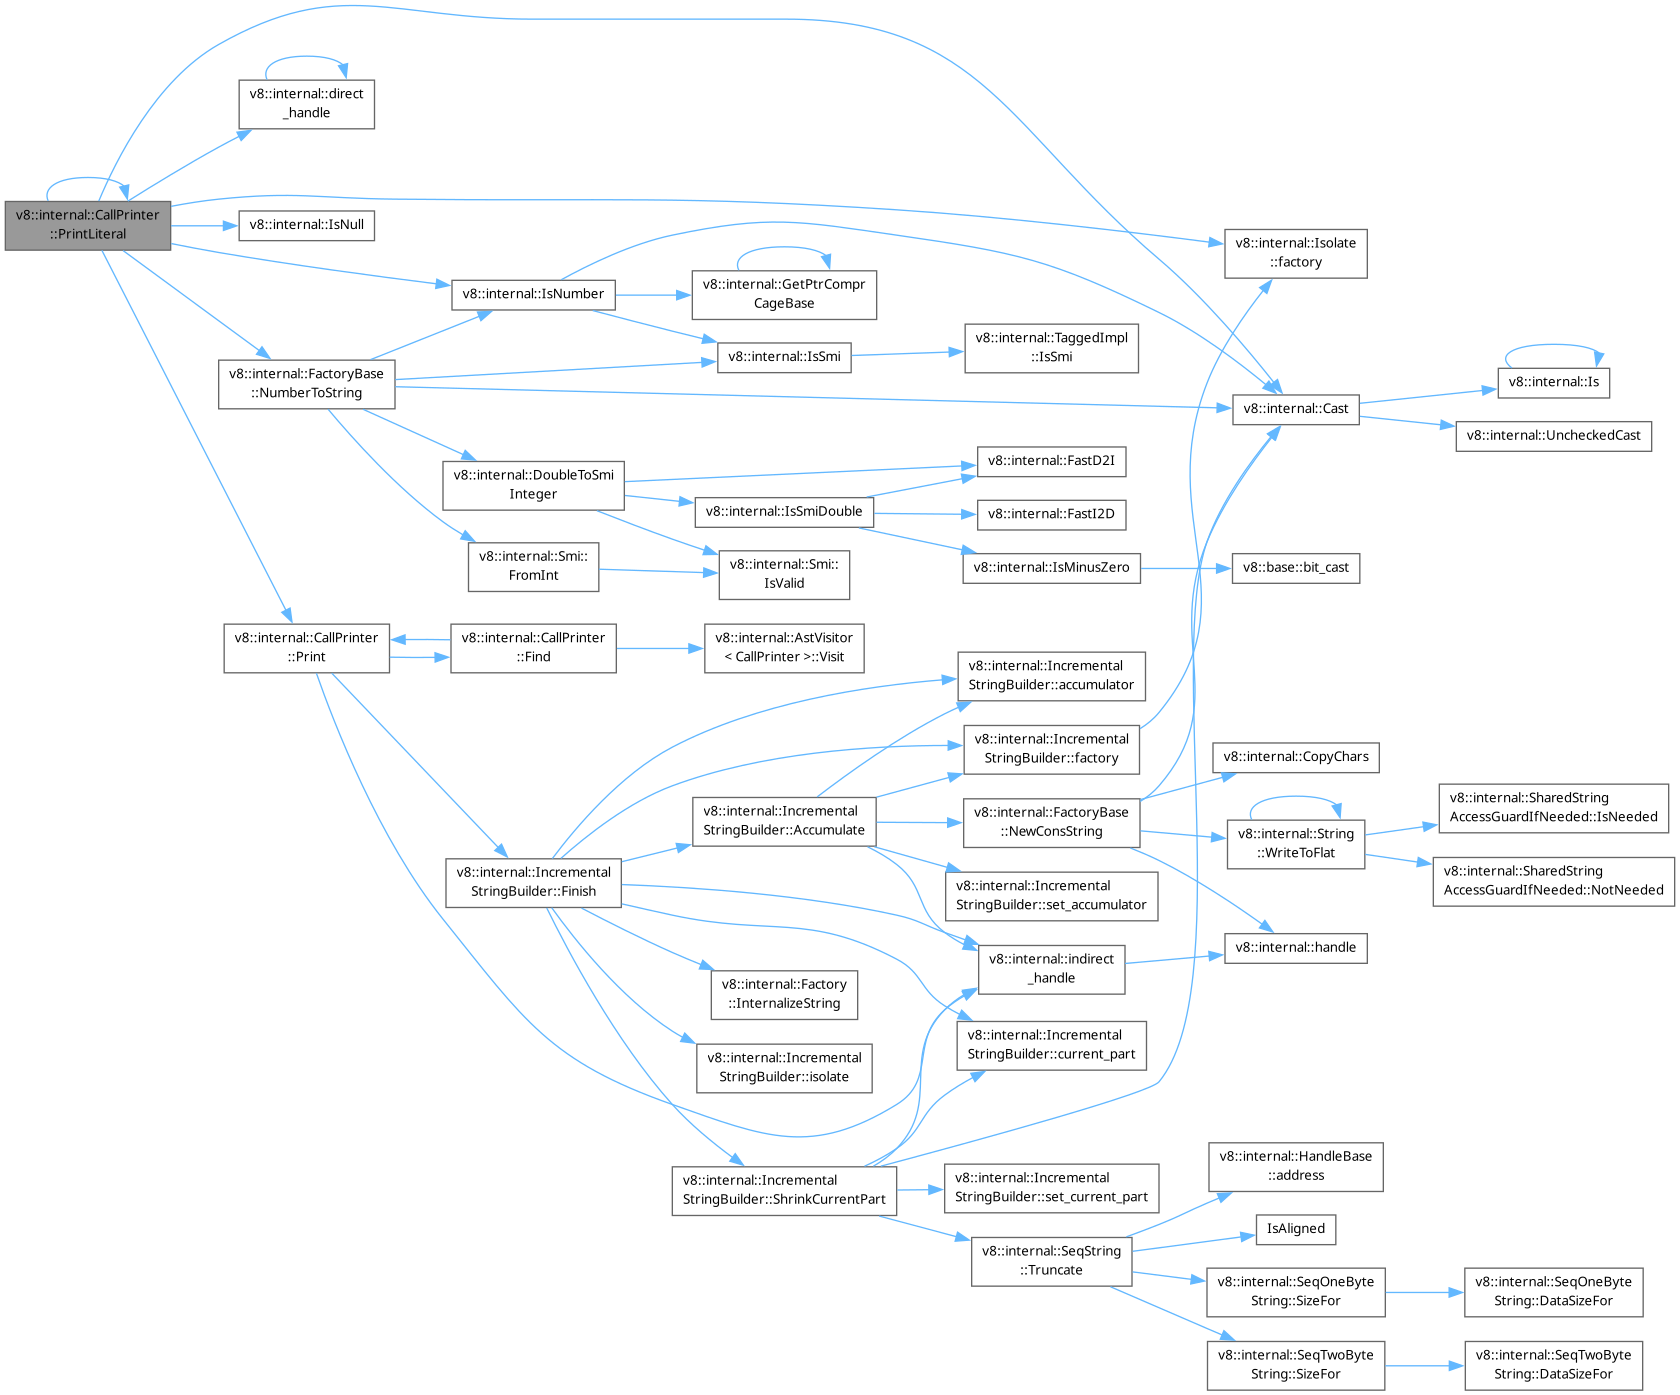 v8::internal::CallPrinter
::PrintLiteral
v8::internal::direct
_handle
v8::internal::IsNull
v8::internal::IsNumber
v8::internal::GetPtrCompr
CageBase
v8::internal::IsSmi
v8::internal::TaggedImpl
::IsSmi
v8::internal::Isolate
::factory
v8::internal::Cast
v8::internal::Is
v8::internal::UncheckedCast
v8::internal::FactoryBase
::NumberToString
v8::internal::DoubleToSmi
Integer
v8::internal::FastD2I
v8::internal::IsSmiDouble
v8::internal::FastI2D
v8::internal::IsMinusZero
v8::base::bit_cast
v8::internal::Smi::
FromInt
v8::internal::Smi::
IsValid
v8::internal::CallPrinter
::Print
v8::internal::CallPrinter
::Find
v8::internal::AstVisitor
< CallPrinter >::Visit
v8::internal::Incremental
StringBuilder::accumulator
v8::internal::Incremental
StringBuilder::factory
v8::internal::CopyChars
v8::internal::Incremental
StringBuilder::Accumulate
v8::internal::FactoryBase
::NewConsString
v8::internal::String
::WriteToFlat
v8::internal::SharedString
AccessGuardIfNeeded::IsNeeded
v8::internal::SharedString
AccessGuardIfNeeded::NotNeeded
v8::internal::Incremental
StringBuilder::Finish
v8::internal::Incremental
StringBuilder::set_accumulator
v8::internal::handle
v8::internal::indirect
_handle
v8::internal::Factory
::InternalizeString
v8::internal::Incremental
StringBuilder::current_part
v8::internal::Incremental
StringBuilder::isolate
v8::internal::Incremental
StringBuilder::ShrinkCurrentPart
v8::internal::Incremental
StringBuilder::set_current_part
v8::internal::HandleBase
::address
IsAligned
v8::internal::SeqString
::Truncate
v8::internal::SeqOneByte
String::SizeFor
v8::internal::SeqOneByte
String::DataSizeFor
v8::internal::SeqTwoByte
String::SizeFor
v8::internal::SeqTwoByte
String::DataSizeFor